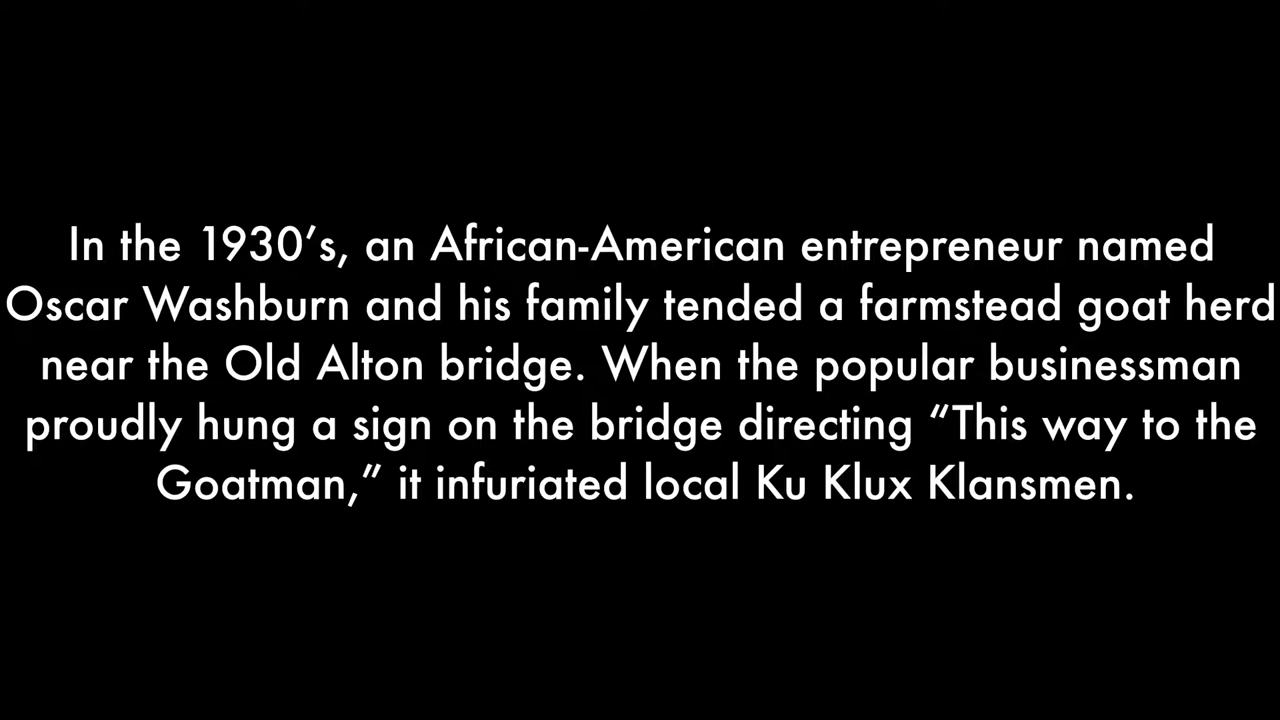 In the 1930’s, an African-American entrepreneur named
Oscar Washburn and his family tended a farmstead goat herd
near the Old Alton bridge. When the popular businessman
proudly hung a sign on the bridge directing “This way to the
Goatman,” it infuriated local Ku Klux Klansmen.